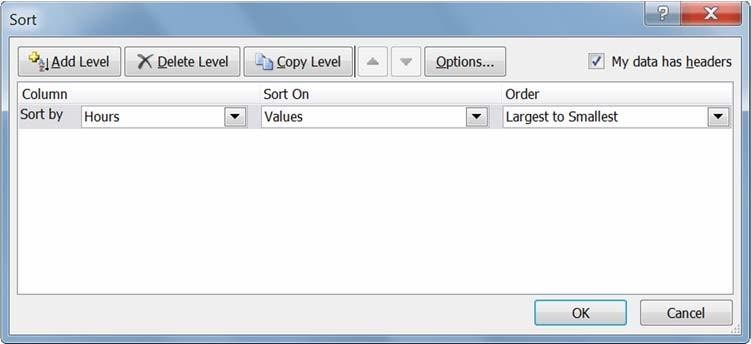 Sort
?
Add Level Delete Level Copy Level Options... My data has headers
Column Sort On Order
Sort by Hours Values Largest to Smallest
OK Cancel